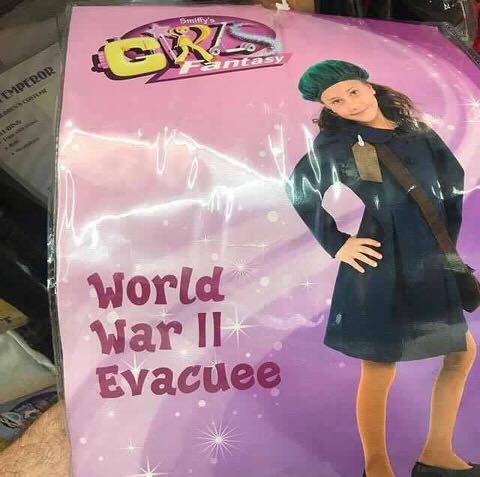 Smiffy's
GIRLS
Fantasy
EMPEROR
World
War II
Evacuee